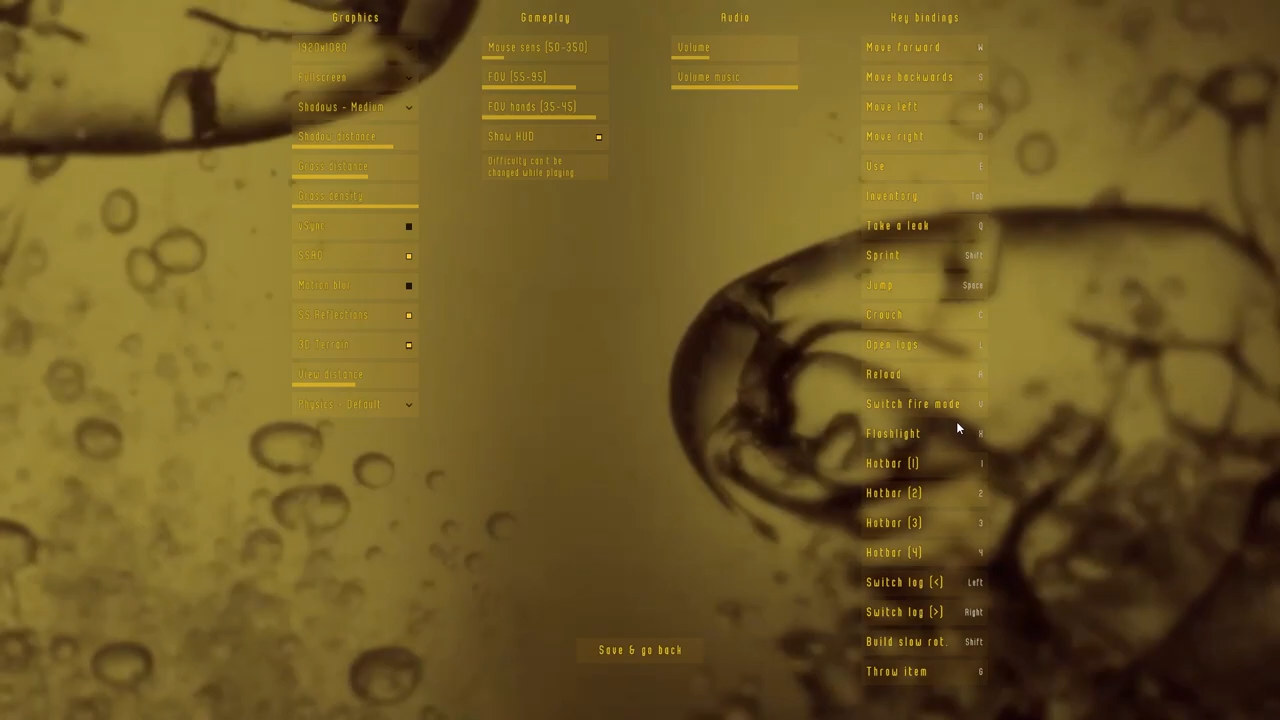 Graphics
1920x1080
Fullscreen
Shadows - Medium
Shadow distance
Grass distance
Grass density
vSync
SSAO
Motion blur
SS Reflections
3D Terrain
View distance
Physics - Default
Gameplay
Mouse sens (50-350)
FOV (55-95)
FOV hands (35-45)
Show HUD
Difficulty can't be
changed while playing
Audio
Volume
Volume music
Key bindings
Move forward W
Move backwards S
Move left A
Move right D
Use E
Inventory Tab
Take a leak Q
Sprint Shift
Jump Space
Crouch C
Open logs L
Reload R
Switch fire mode V
Flashlight X
Hotbar (1) 1
Hotbar (2) 2
Hotbar (3) 3
Hotbar (4) 4
Switch log (<) Left
Switch log (>) Right
Build slow rot. Shift
Throw item G
Save & go back